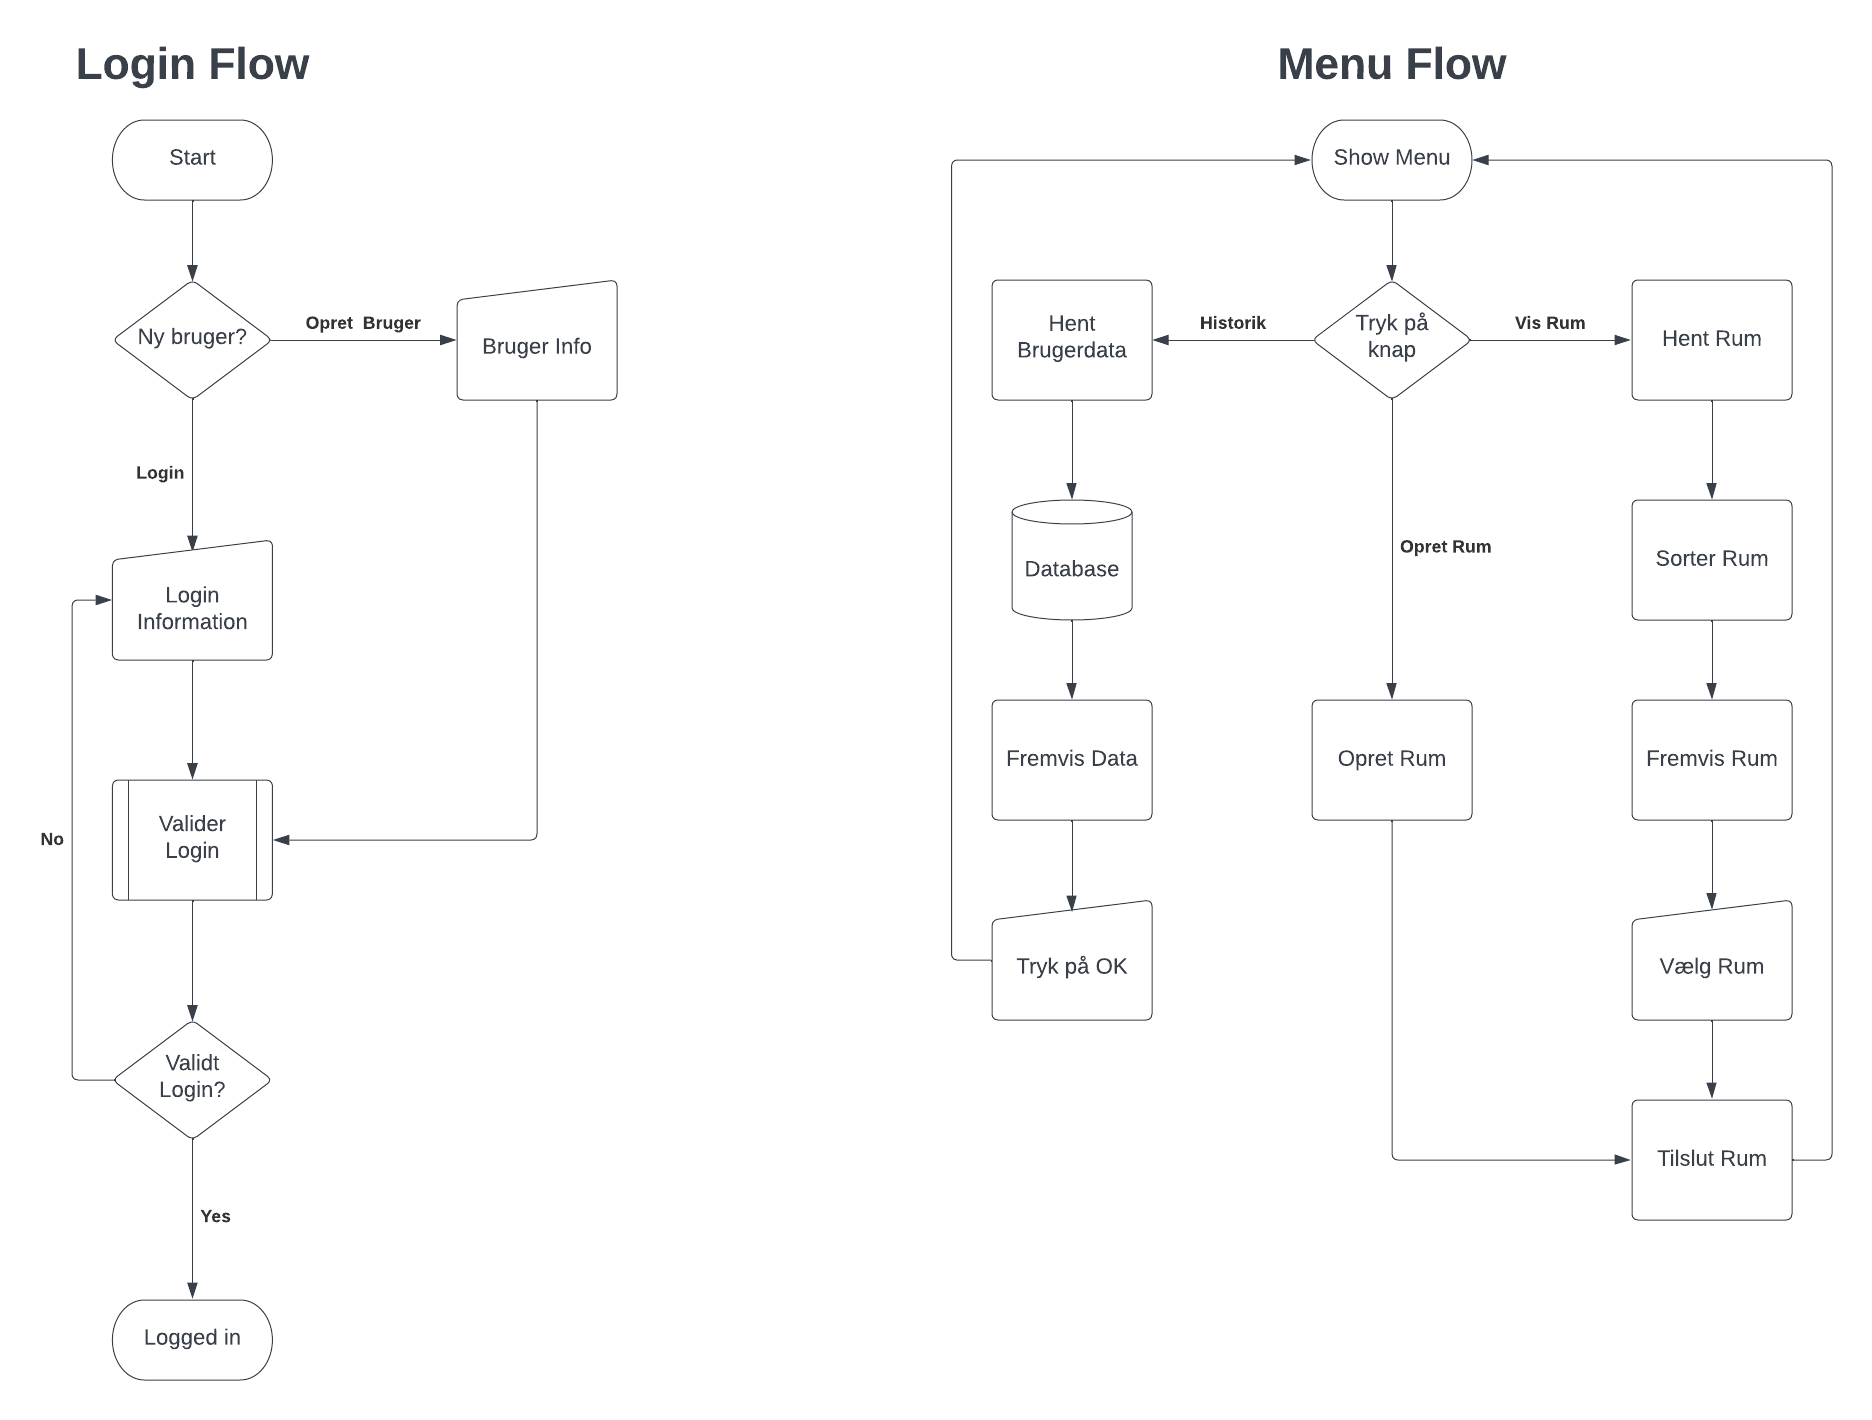 Login Flow
Start
Ny bruger?
Opret  Bruger
Bruger Info
Login
Login
Information
Valider
Login
No
Validt
Login?
Yes
Logged in
Menu Flow
Show Menu
Tryk på
knap
Historik
Hent
Brugerdata
Database
Fremvis Data
Tryk på OK
Opret Rum
Opret Rum
Vis Rum
Hent Rum
Sorter Rum
Fremvis Rum
Vælg Rum
Tilslut Rum